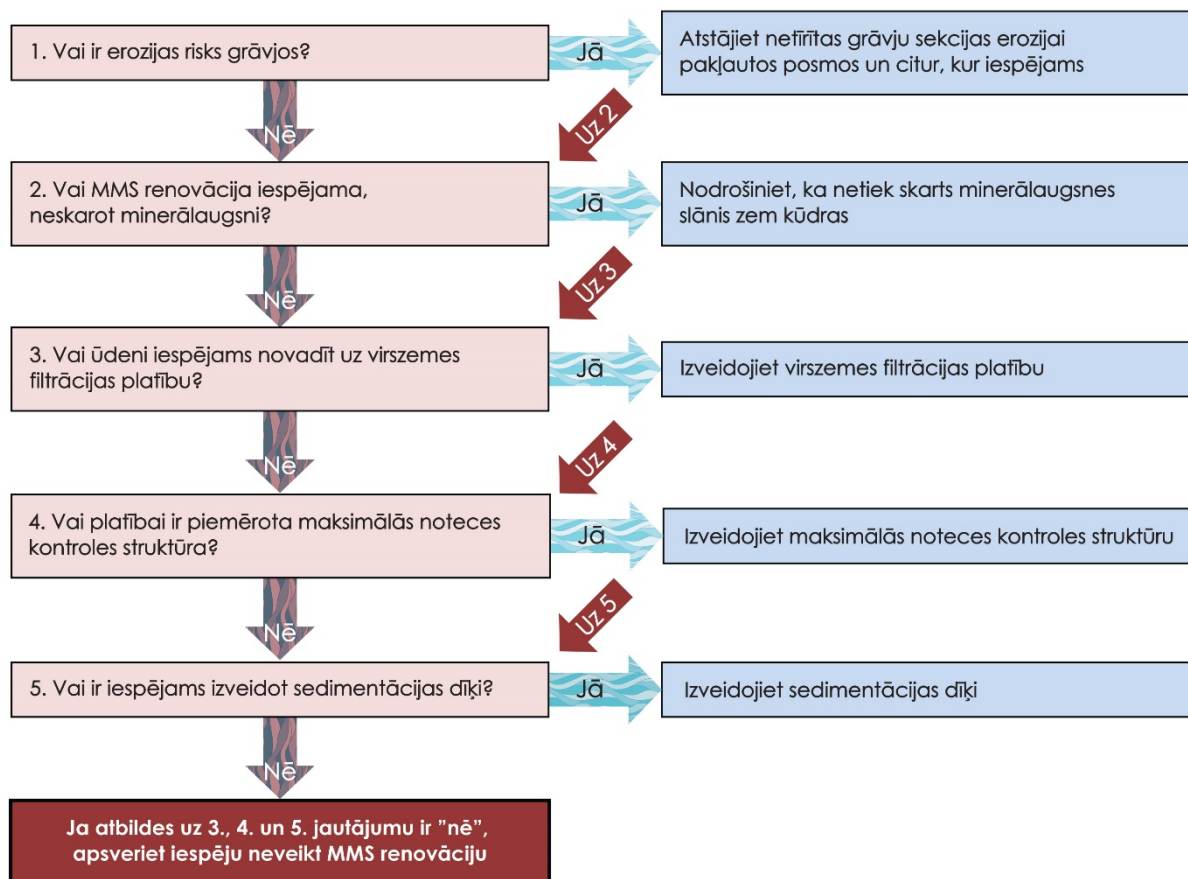 1. Vai ir erozijas risks grāvjos?
Jā
Atstājiet netīrītas grāvju sekcijas erozijai
pakļautos posmos un citur, kur iespējams
Nē
Uz 2
2. Vai MMS renovācija iespējama,
neskarot minerālaugsni?
Jā
Nodrošiniet, ka netiek skarts minerālaugsnes
slānis zem kūdras
Nē
Uz 3
3. Vai ūdeni iespējams novadīt uz virszemes
filtrācijas platību?
Jā
Izveidojiet virszemes filtrācijas platību
Nē
Uz 4
4. Vai platībai ir piemērota maksimālās noteces
kontroles struktūra?
Jā
Izveidojiet maksimālās noteces kontroles struktūru
Nē
Uz 5
5. Vai ir iespējams izveidot sedimentācijas dīķi?
Jā
Izveidojiet sedimentācijas dīķi
Nē
Ja atbildes uz 3., 4. un 5. jautājumu ir ”nē”,
apsveriet iespēju neveikt MMS renovāciju